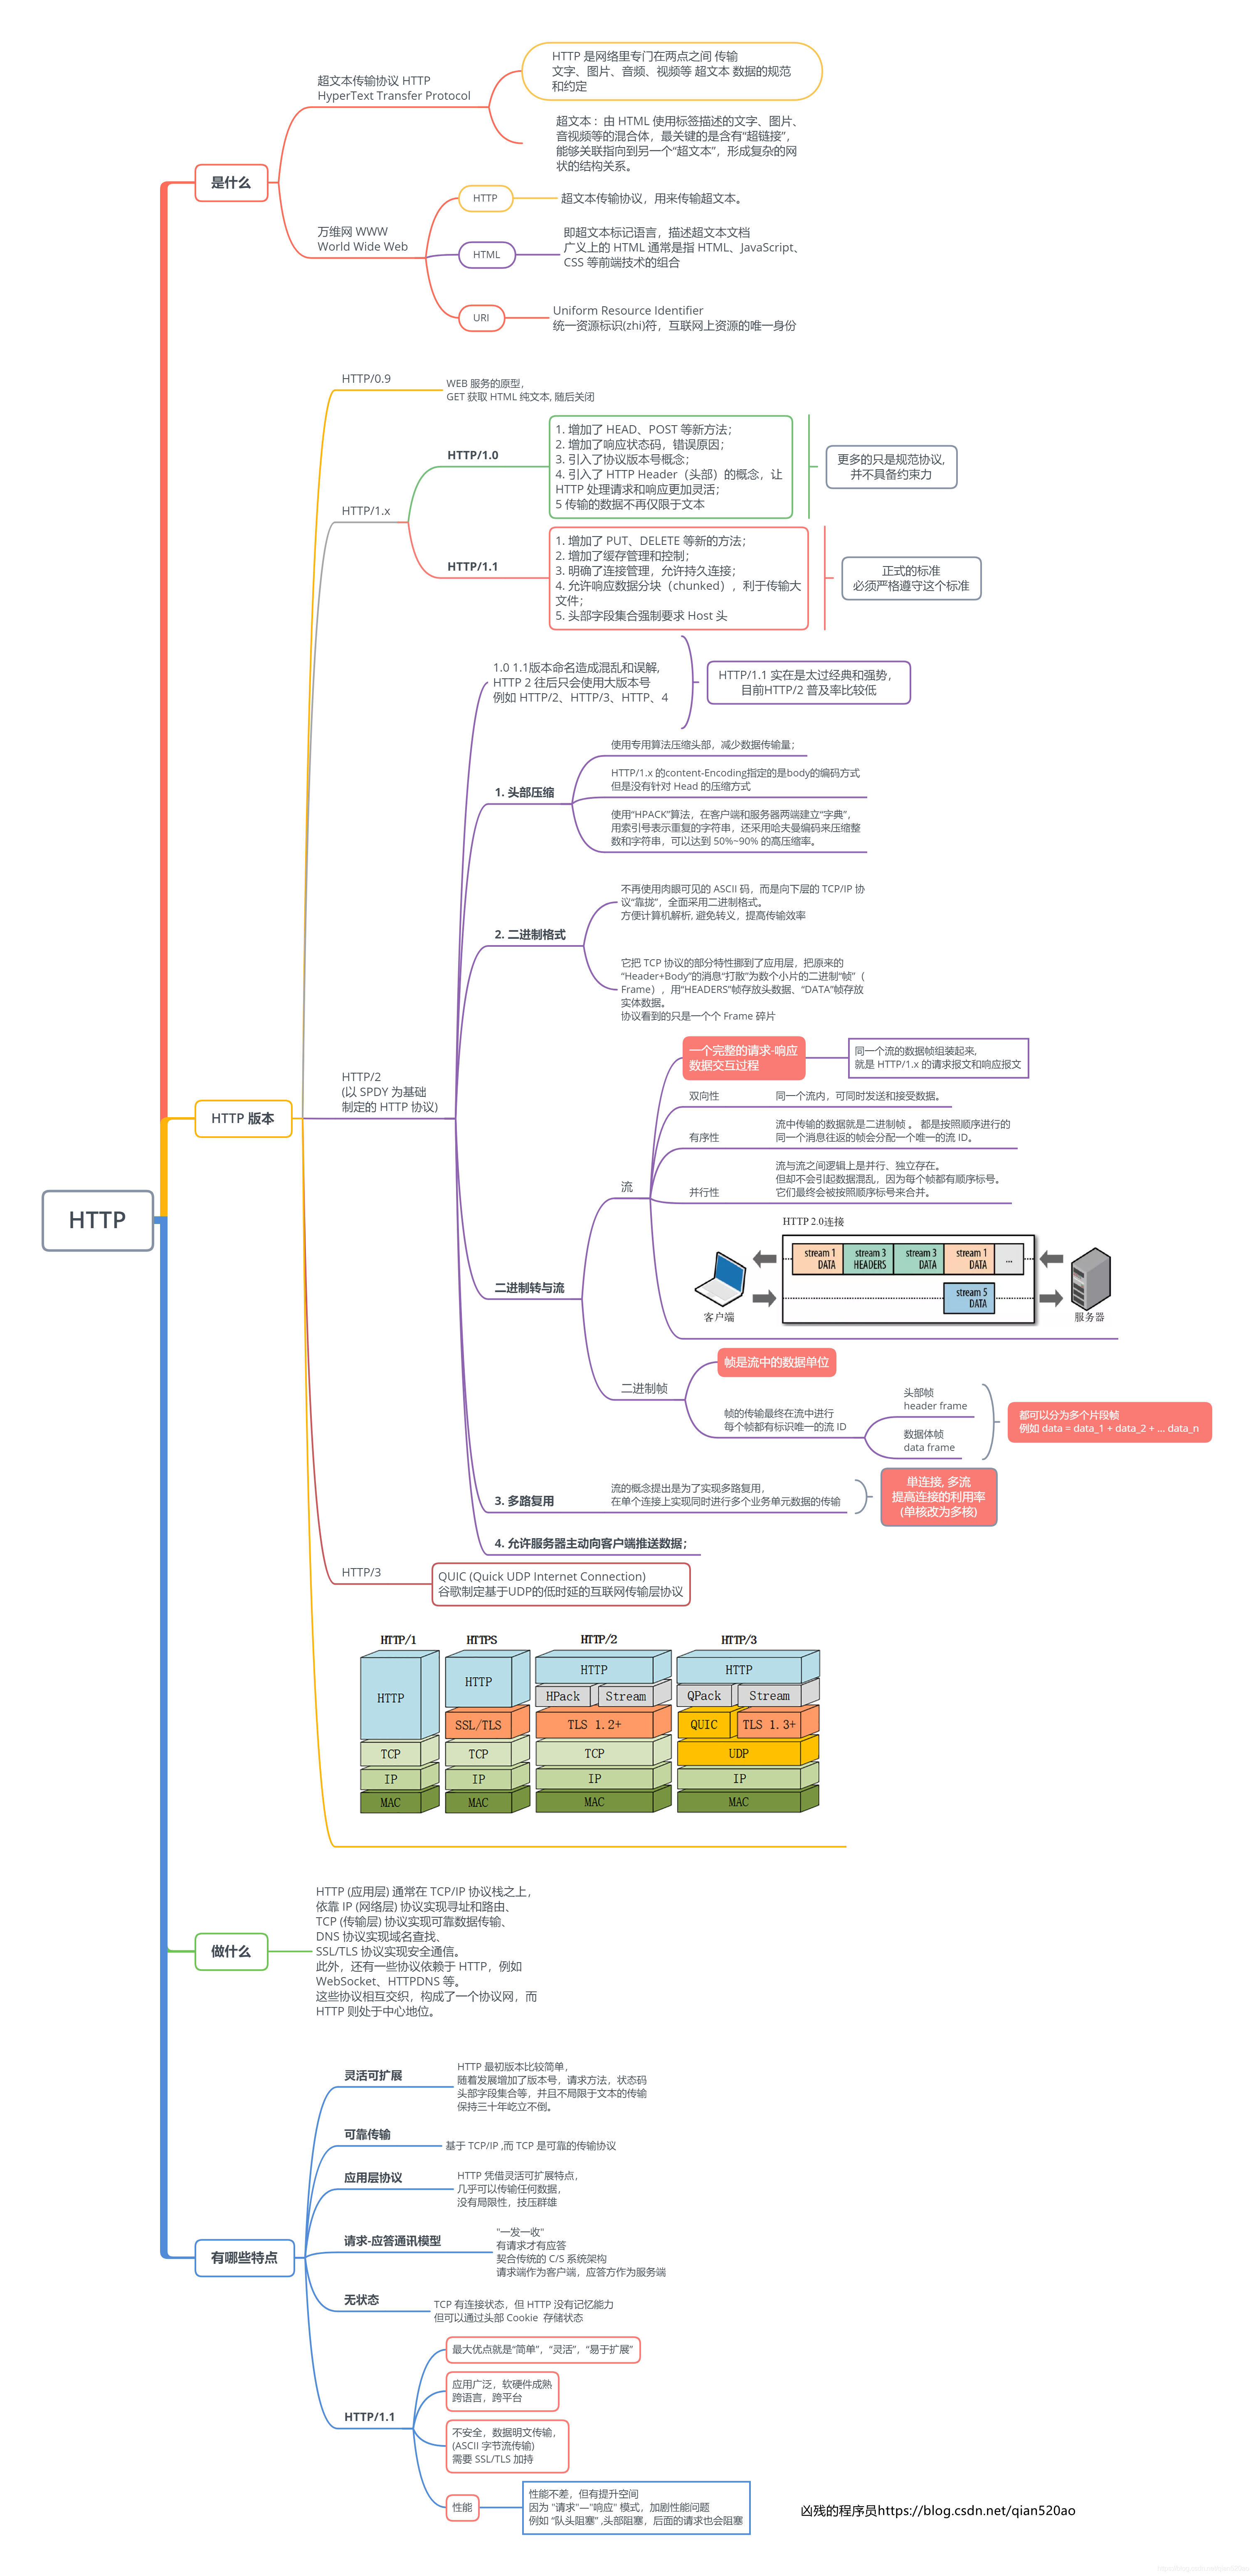 HTTP
是什么
超文本传输协议 HTTP
HyperText Transfer Protocol
HTTP 是网络里专门在两点之间 传输
文字、图片、音频、视频等 超文本 数据的规范
和约定
超文本：由 HTML 使用标签描述的文字、图片、
音视频等的混合体，最关键的是含有“超链接”，
能够关联指向到另一个“超文本”，形成复杂的网
状的结构关系。
万维网 WWW
World Wide Web
HTTP
超文本传输协议，用来传输超文本。
HTML
即超文本标记语言，描述超文本文档
广义上的 HTML 通常是指 HTML、JavaScript、
CSS 等前端技术的组合
URI
Uniform Resource Identifier
统一资源标识(zhi)符，互联网上资源的唯一身份
HTTP 版本
HTTP/0.9
WEB 服务的原型，
GET 获取 HTML 纯文本, 随后关闭
HTTP/1.x
HTTP/1.0
1. 增加了 HEAD、POST 等新方法；
2. 增加了响应状态码，错误原因；
3. 引入了协议版本号概念；
4. 引入了 HTTP Header（头部）的概念，让
HTTP 处理请求和响应更加灵活；
5 传输的数据不再仅限于文本
更多的只是规范协议,
并不具备约束力
HTTP/1.1
1. 增加了 PUT、DELETE 等新的方法；
2. 增加了缓存管理和控制；
3. 明确了连接管理，允许持久连接；
4. 允许响应数据分块（chunked），利于传输大
文件；
5. 头部字段集合强制要求 Host 头
正式的标准
必须严格遵守这个标准
HTTP/2
(以 SPDY 为基础
制定的 HTTP 协议)
1.0 1.1版本命名造成混乱和误解,
HTTP 2 往后只会使用大版本号
例如 HTTP/2、HTTP/3、HTTP、4
HTTP/1.1 实在是太过经典和强势，
目前HTTP/2 普及率比较低
1. 头部压缩
使用专用算法压缩头部，减少数据传输量；
HTTP/1.x 的content-Encoding指定的是body的编码方式
但是没有针对 Head 的压缩方式
使用“HPACK”算法，在客户端和服务器两端建立“字典”，
用索引号表示重复的字符串，还采用哈夫曼编码来压缩整
数和字符串，可以达到 50%~90% 的高压缩率。
2. 二进制格式
不再使用肉眼可见的 ASCII 码，而是向下层的 TCP/IP 协
议“靠拢”，全面采用二进制格式。
方便计算机解析, 避免转义，提高传输效率
它把 TCP 协议的部分特性挪到了应用层，把原来的
“Header+Body”的消息“打散”为数个小片的二进制“帧”（
Frame），用“HEADERS”帧存放头数据、“DATA”帧存放
实体数据。
协议看到的只是一个个 Frame 碎片
二进制转与流
流
一个完整的请求-响应
数据交互过程
同一个流的数据帧组装起来,
就是 HTTP/1.x 的请求报文和响应报文
双向性
同一个流内，可同时发送和接受数据。
有序性
流中传输的数据就是二进制帧 。 都是按照顺序进行的
同一个消息往返的帧会分配一个唯一的流 ID。
并行性
流与流之间逻辑上是并行、独立存在。
但却不会引起数据混乱，因为每个帧都有顺序标号。
它们最终会被按照顺序标号来合并。
HTTP 2.0连接
stream 1
DATA
stream 3
HEADERS
stream 3
DATA
stream 1
DATA
...
stream 5
DATA
客户端
服务器
二进制帧
帧是流中的数据单位
帧的传输最终在流中进行
每个帧都有标识唯一的流 ID
头部帧
header frame
数据体帧
data frame
都可以分为多个片段帧
例如 data = data_1 + data_2 + ... data_n
3. 多路复用
流的概念提出是为了实现多路复用，
在单个连接上实现同时进行多个业务单元数据的传输
单连接, 多流
提高连接的利用率
(单核改为多核)
4. 允许服务器主动向客户端推送数据；
HTTP/3
QUIC (Quick UDP Internet Connection)
谷歌制定基于UDP的低时延的互联网传输层协议
HTTP/1
HTTPS
HTTP/2
HTTP/3
HTTP
HTTP
HTTP
HTTP
HPack
Stream
QPack
Stream
SSL/TLS
TLS 1.2+
QUIC
TLS 1.3+
TCP
TCP
TCP
UDP
IP
IP
IP
IP
MAC
MAC
MAC
MAC
做什么
HTTP (应用层) 通常在 TCP/IP 协议栈之上，
依靠 IP (网络层) 协议实现寻址和路由、
TCP (传输层) 协议实现可靠数据传输、
DNS 协议实现域名查找、
SSL/TLS 协议实现安全通信。
此外，还有一些协议依赖于 HTTP，例如
WebSocket、HTTPDNS 等。
这些协议相互交织，构成了一个协议网，而
HTTP 则处于中心地位。
有哪些特点
灵活可扩展
HTTP 最初版本比较简单，
随着发展增加了版本号，请求方法，状态码
头部字段集合等，并且不局限于文本的传输
保持三十年屹立不倒。
可靠传输
基于 TCP/IP ,而 TCP 是可靠的传输协议
应用层协议
HTTP 凭借灵活可扩展特点，
几乎可以传输任何数据，
没有局限性，技压群雄
请求-应答通讯模型
"一发一收"
有请求才有应答
契合传统的 C/S 系统架构
请求端作为客户端，应答方作为服务端
无状态
TCP 有连接状态，但 HTTP 没有记忆能力
但可以通过头部 Cookie 存储状态
HTTP/1.1
最大优点就是“简单”，“灵活”，“易于扩展”
应用广泛，软硬件成熟
跨语言，跨平台
不安全，数据明文传输，
(ASCII 字节流传输)
需要 SSL/TLS 加持
性能
性能不差，但有提升空间
因为 "请求"—"响应" 模式，加剧性能问题
例如 "队头阻塞" ,头部阻塞，后面的请求也会阻塞
凶残的程序员https://blog.csdn.net/qian520ao